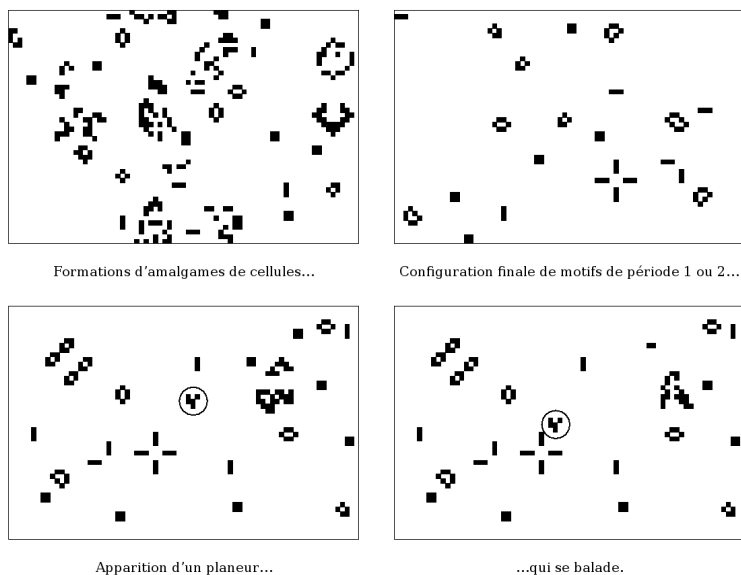 Formations d'amalgames de cellules...
Configuration finale de motifs de période 1 ou 2...
Apparition d'un planeur...
...qui se balade.